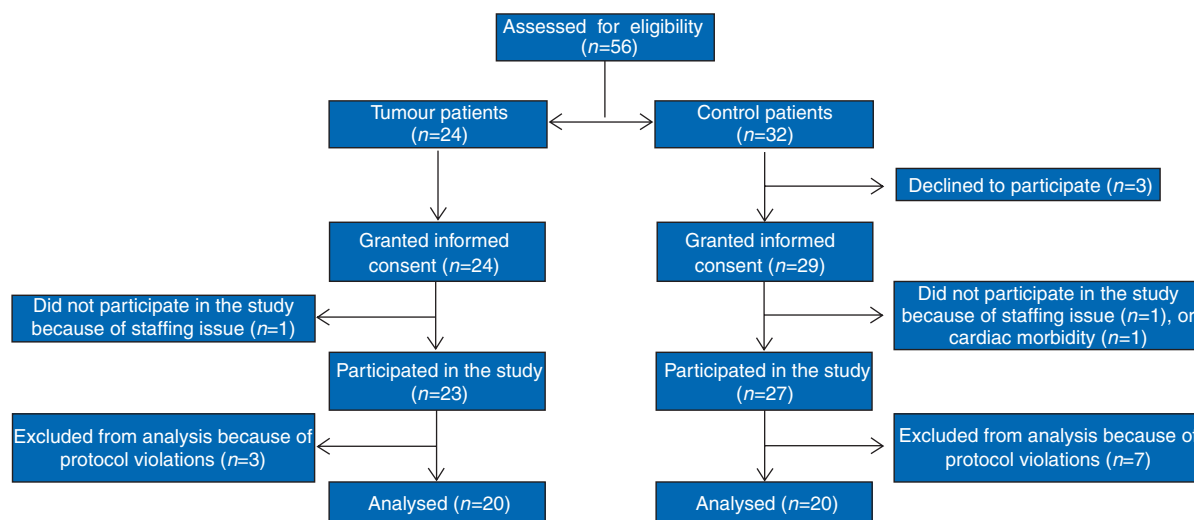 Assessed for eligibility
(n=56)
Tumour patients
(n=24)
Control patients
(n=32)
Declined to participate (n=3)
Granted informed
consent (n=24)
Granted informed
consent (n=29)
Did not participate in the study
because of staffing issue (n=1)
Did not participate in the study
because of staffing issue (n=1), or
cardiac morbidity (n=1)
Participated in the study
(n=23)
Participated in the study
(n=27)
Excluded from analysis because of
protocol violations (n=3)
Excluded from analysis because of
protocol violations (n=7)
Analysed (n=20)
Analysed (n=20)